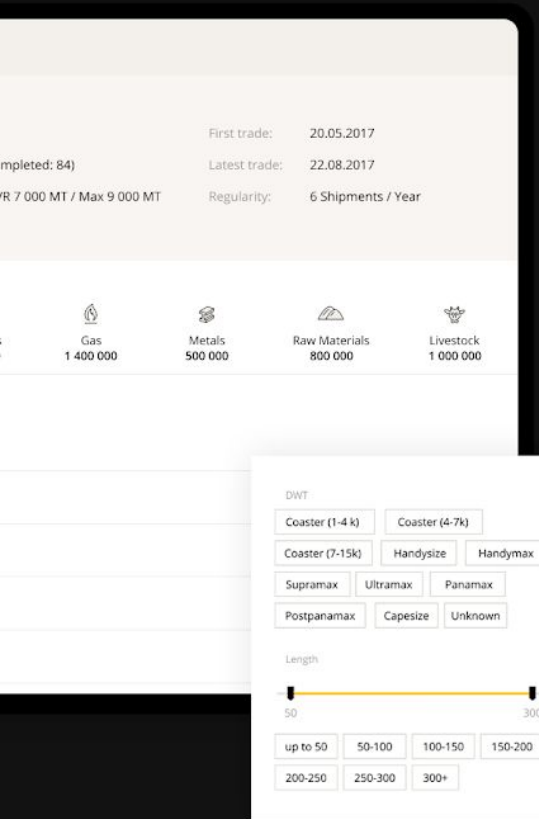 First trade: 20.05.2017
mpleted: 84) Latest trade: 22.08.2017
/R 7 000 MT / Max 9 000 MT Regularity: 6 Shipments / Year
Gas Metals Raw Materials Livestock
1 400 000 500 000 800 000 1 000 000
DWT
Coaster (1-4 k) Coaster (4-7k)
Coaster (7-15k) Handysize Handymax
Supramax Ultramax Panamax
Postpanamax Capesize Unknown
Length
50 300
up to 50 50-100 100-150 150-200
200-250 250-300 300+